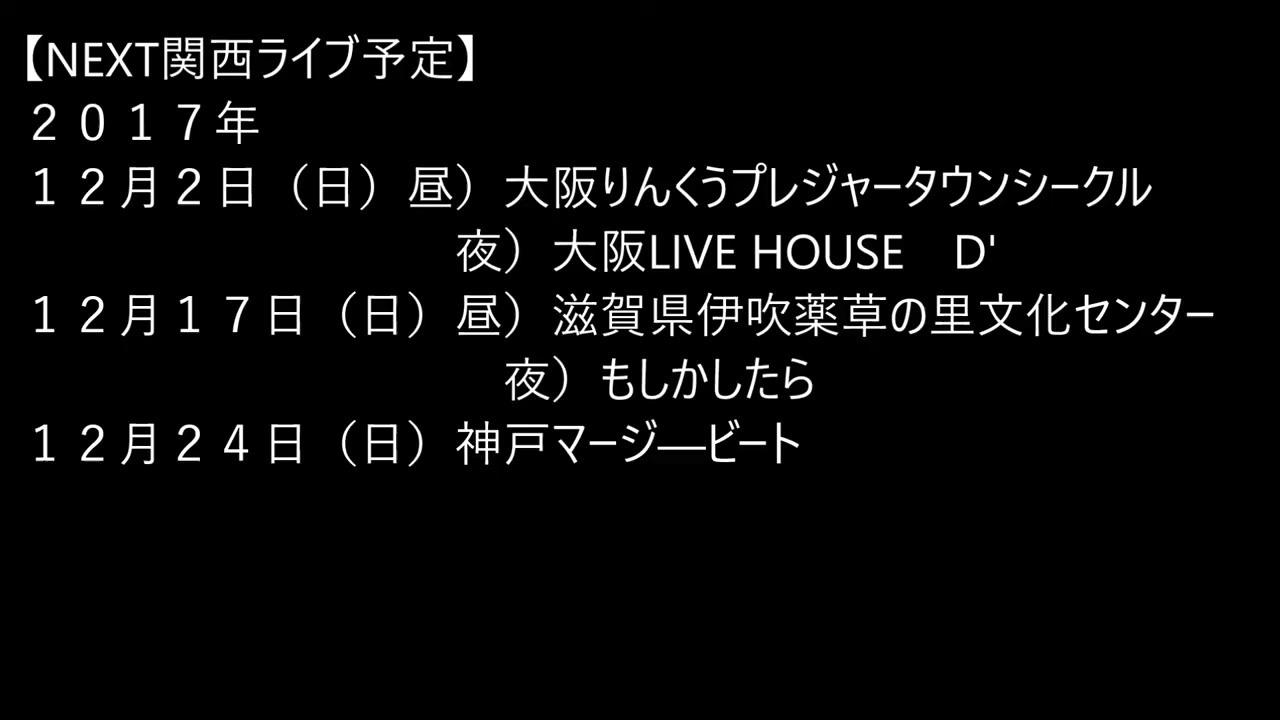 【NEXT関西ライブ予定】
２０１７年
１２月２日（日）昼）大阪りんくうプレジャータウンシークル
夜）大阪LIVE HOUSE　D'
１２月１７日（日）昼）滋賀県伊吹薬草の里文化センター
夜）もしかしたら
１２月２４日（日）神戸マージ―ビート